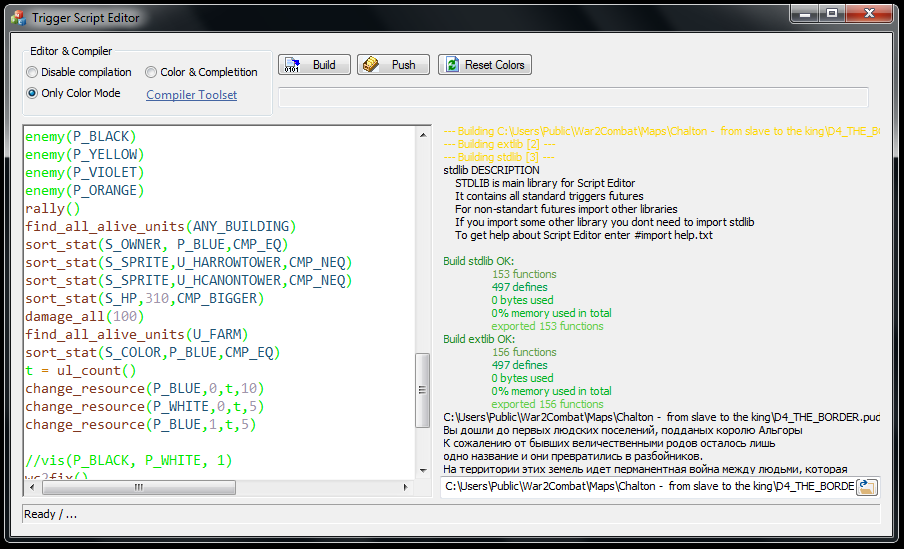 Trigger Script Editor
Editor & Compiler
Disable compilation
Color & Completition
Only Color Mode
Compiler Toolset
Build
Push
Reset Colors
enemy(P_BLACK)
enemy(P_YELLOW)
enemy(P_VIOLET)
enemy(P_ORANGE)
rally()
find_all_alive_units(ANY_BUILDING)
sort_stat(S_OWNER, P_BLUE,CMP_EQ)
sort_stat(S_SPRITE,U_HARROWTOWER,CMP_NEQ)
sort_stat(S_SPRITE,U_HCANONTOWER,CMP_NEQ)
sort_stat(S_HP,310,CMP_BIGGER)
damage_all(100)
find_all_alive_units(U_FARM)
sort_stat(S_COLOR,P_BLUE,CMP_EQ)
t = ul_count()
change_resource(P_BLUE,0,t,10)
change_resource(P_WHITE,0,t,5)
change_resource(P_BLUE,1,t,5)
//vis(P_BLACK, P_WHITE, 1)
wc2fix()
--- Building C:\Users\Public\War2Combat\Maps\Chalton -  from slave to the king\D4_THE_BO
--- Building extlib [2] ---
--- Building stdlib [3] ---
stdlib DESCRIPTION
STDLIB is main library for Script Editor
It contains all standard triggers futures
For non-standart futures import other libraries
If you import some other library you dont need to import stdlib
To get help about Script Editor enter #import help.txt
Build stdlib OK:
153 functions
497 defines
0 bytes used
0% memory used in total
exported 153 functions
Build extlib OK:
156 functions
497 defines
0 bytes used
0% memory used in total
exported 156 functions
C:\Users\Public\War2Combat\Maps\Chalton -  from slave to the king\D4_THE_BORDER.pud
Вы дошли до первых людских поселений, подданых королю Альгоры
К сожалению от бывших величественными родов осталось лишь
одно название и они превратились в разбойников.
На территории этих земель идет перманентная война между людьми, которая
C:\Users\Public\War2Combat\Maps\Chalton -  from slave to the king\D4_THE_BORDE
Ready / ...